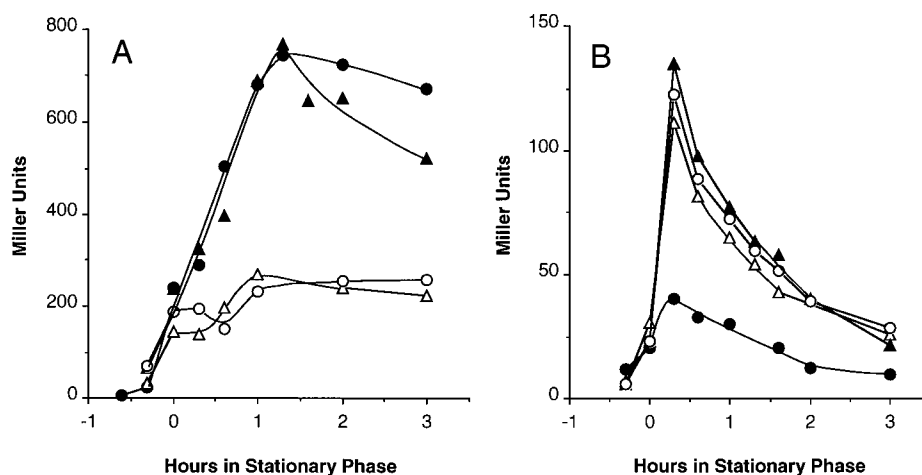 A
800
600
400
200
0
Miller Units
-1 0 1 2 3
Hours in Stationary Phase
B
150
100
50
0
Miller Units
-1 0 1 2 3
Hours in Stationary Phase